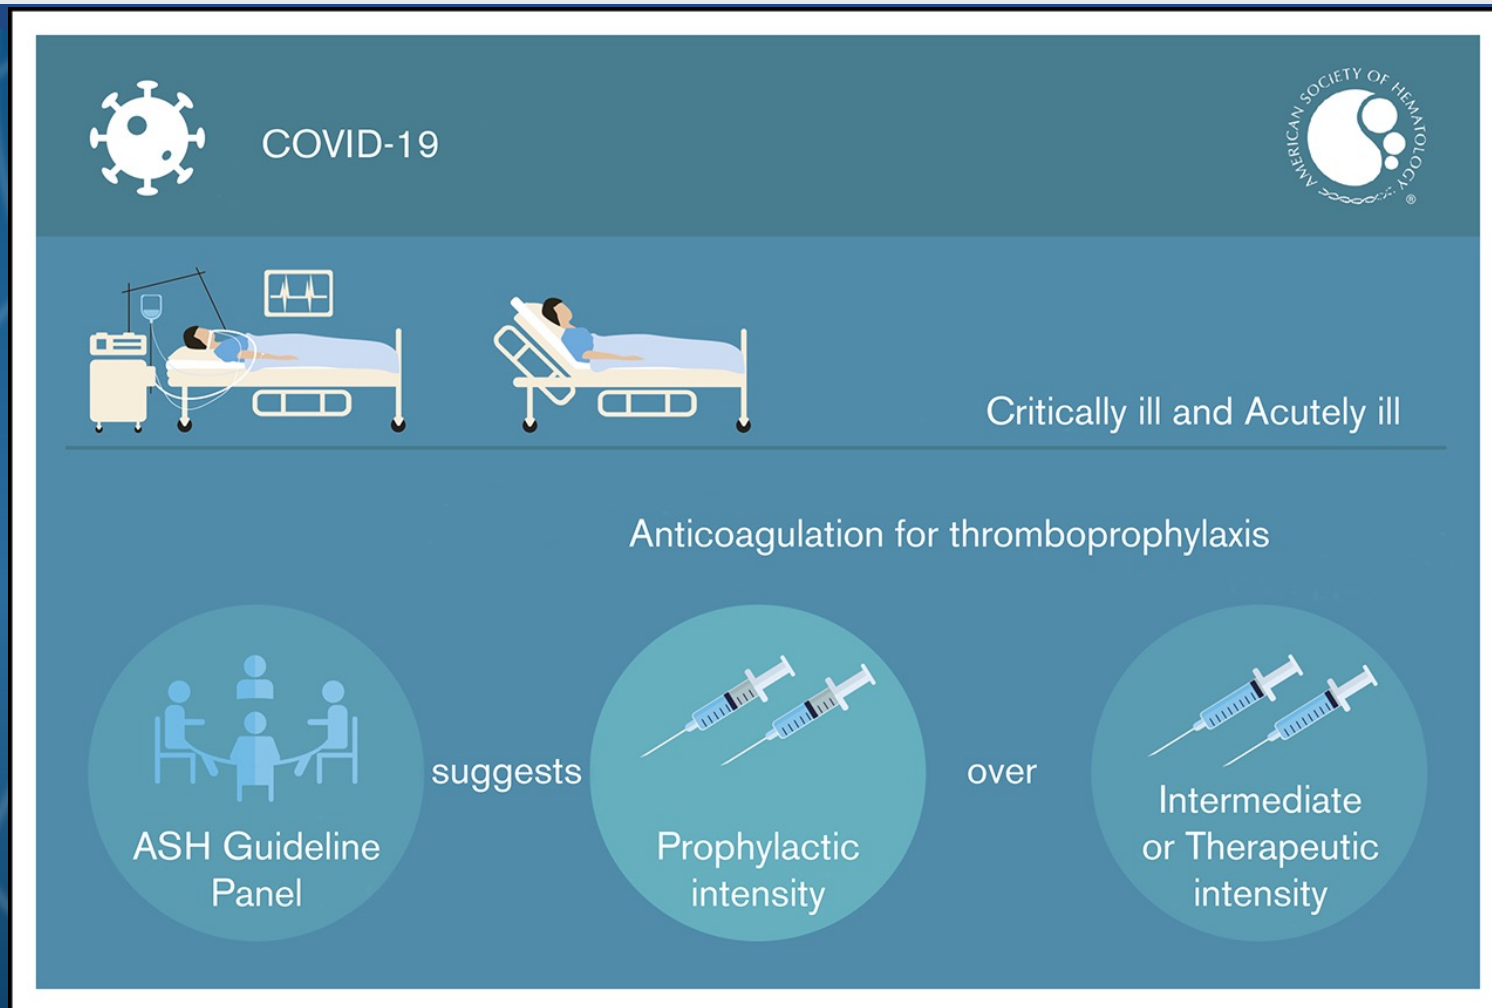 COVID-19
AMERICAN SOCIETY OF HEMATOLOGY ®
Critically ill and Acutely ill
Anticoagulation for thromboprophylaxis
ASH Guideline
Panel
suggests
Prophylactic
intensity
over
Intermediate
or Therapeutic
intensity